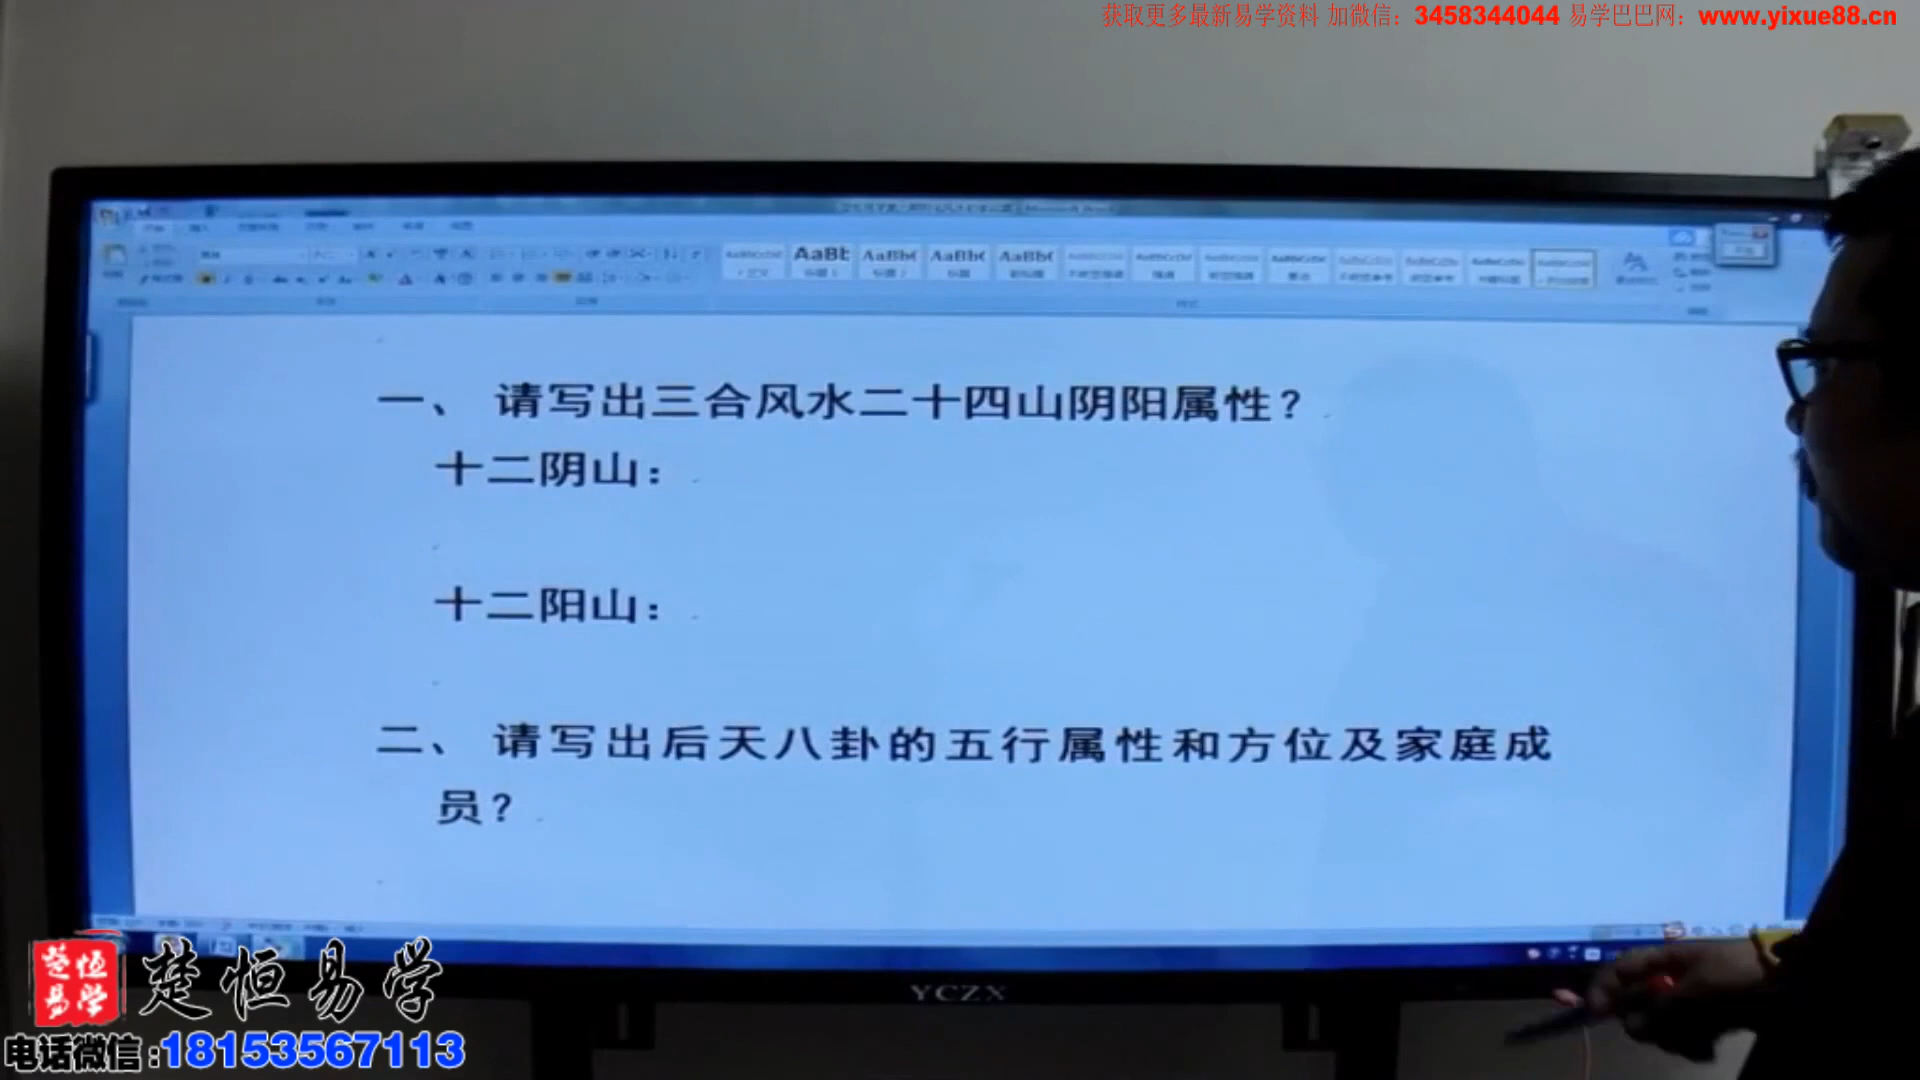 获取更多最新易学资料 加微信：3458344044 易学巴巴网：www.yixue88.cn
AaBb AaBb( AaBb( AaBb(
一、 请写出三合风水二十四山阴阳属性？
十二阴山：
十二阳山：
二、 请写出后天八卦的五行属性和方位及家庭成
员？
YCZX
楚恒易学 楚恒易学
电话微信:18153567113